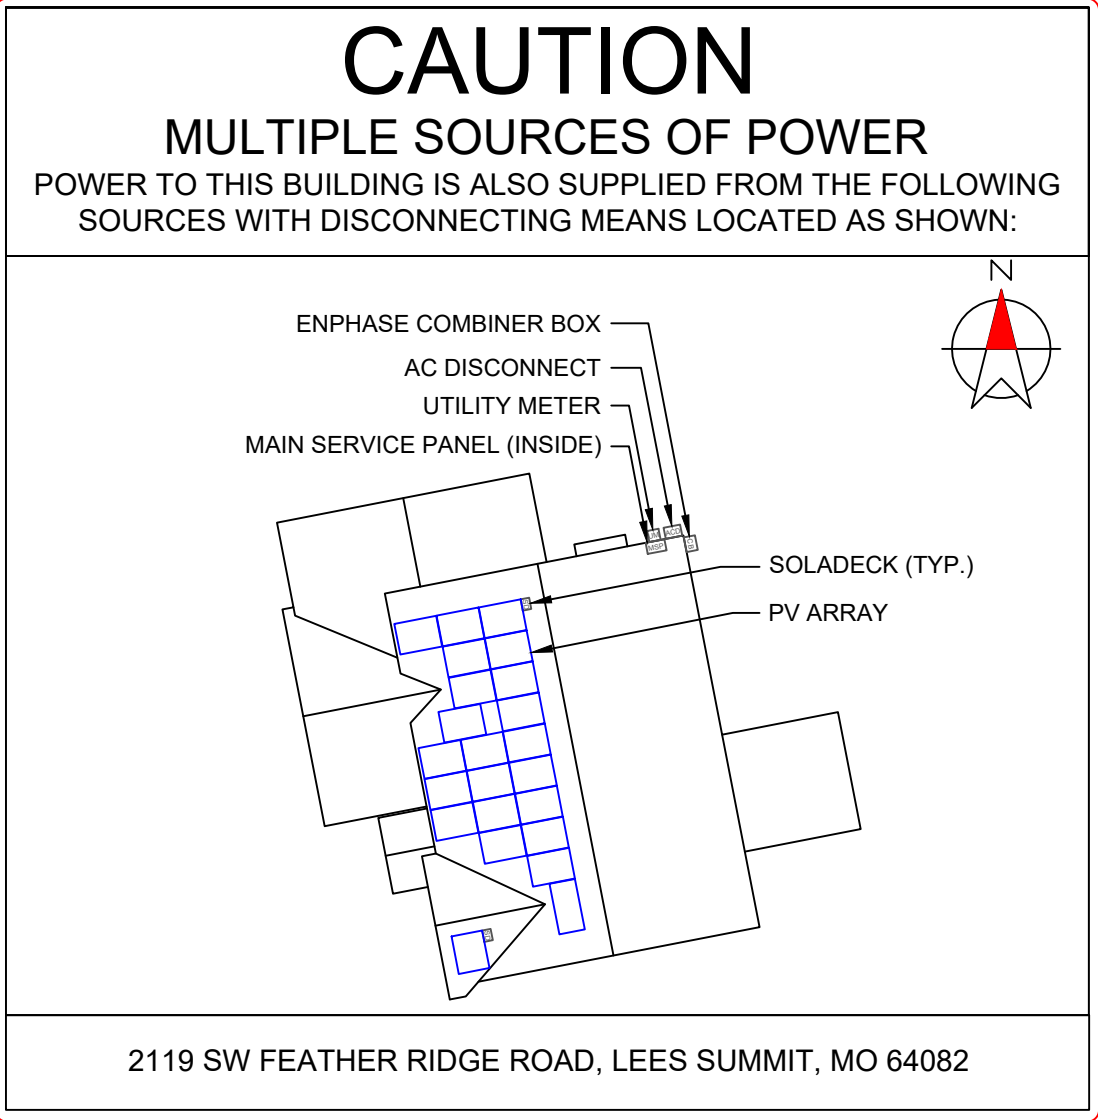 CAUTION
MULTIPLE SOURCES OF POWER
POWER TO THIS BUILDING IS ALSO SUPPLIED FROM THE FOLLOWING
SOURCES WITH DISCONNECTING MEANS LOCATED AS SHOWN:
N
ENPHASE COMBINER BOX
AC DISCONNECT
UTILITY METER
MAIN SERVICE PANEL (INSIDE)
UM
ACD
MSP
CB
SOLADECK (TYP.)
PV ARRAY
2119 SW FEATHER RIDGE ROAD, LEES SUMMIT, MO 64082